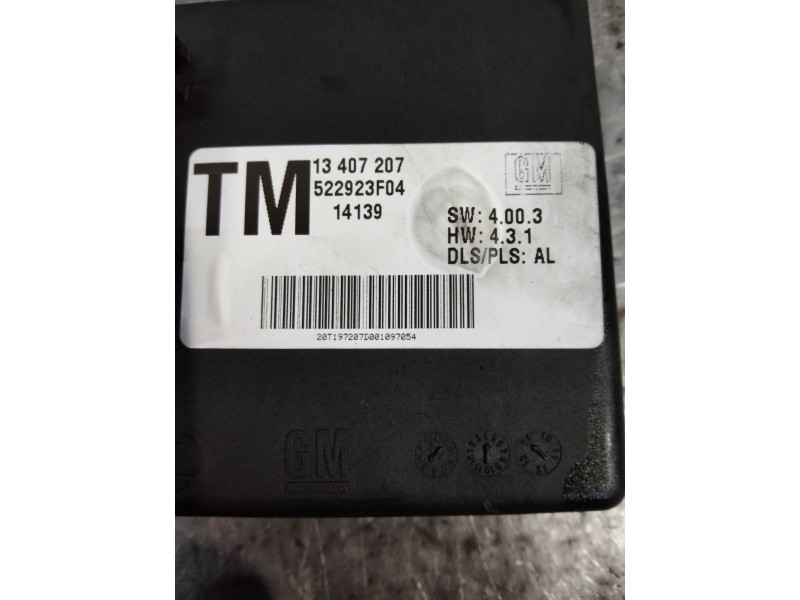 TM
13 407 207
522923F04
14139
GM
SW: 4.00.3
HW: 4.3.1
DLS/PLS: AL
20T197207D001097054
GM